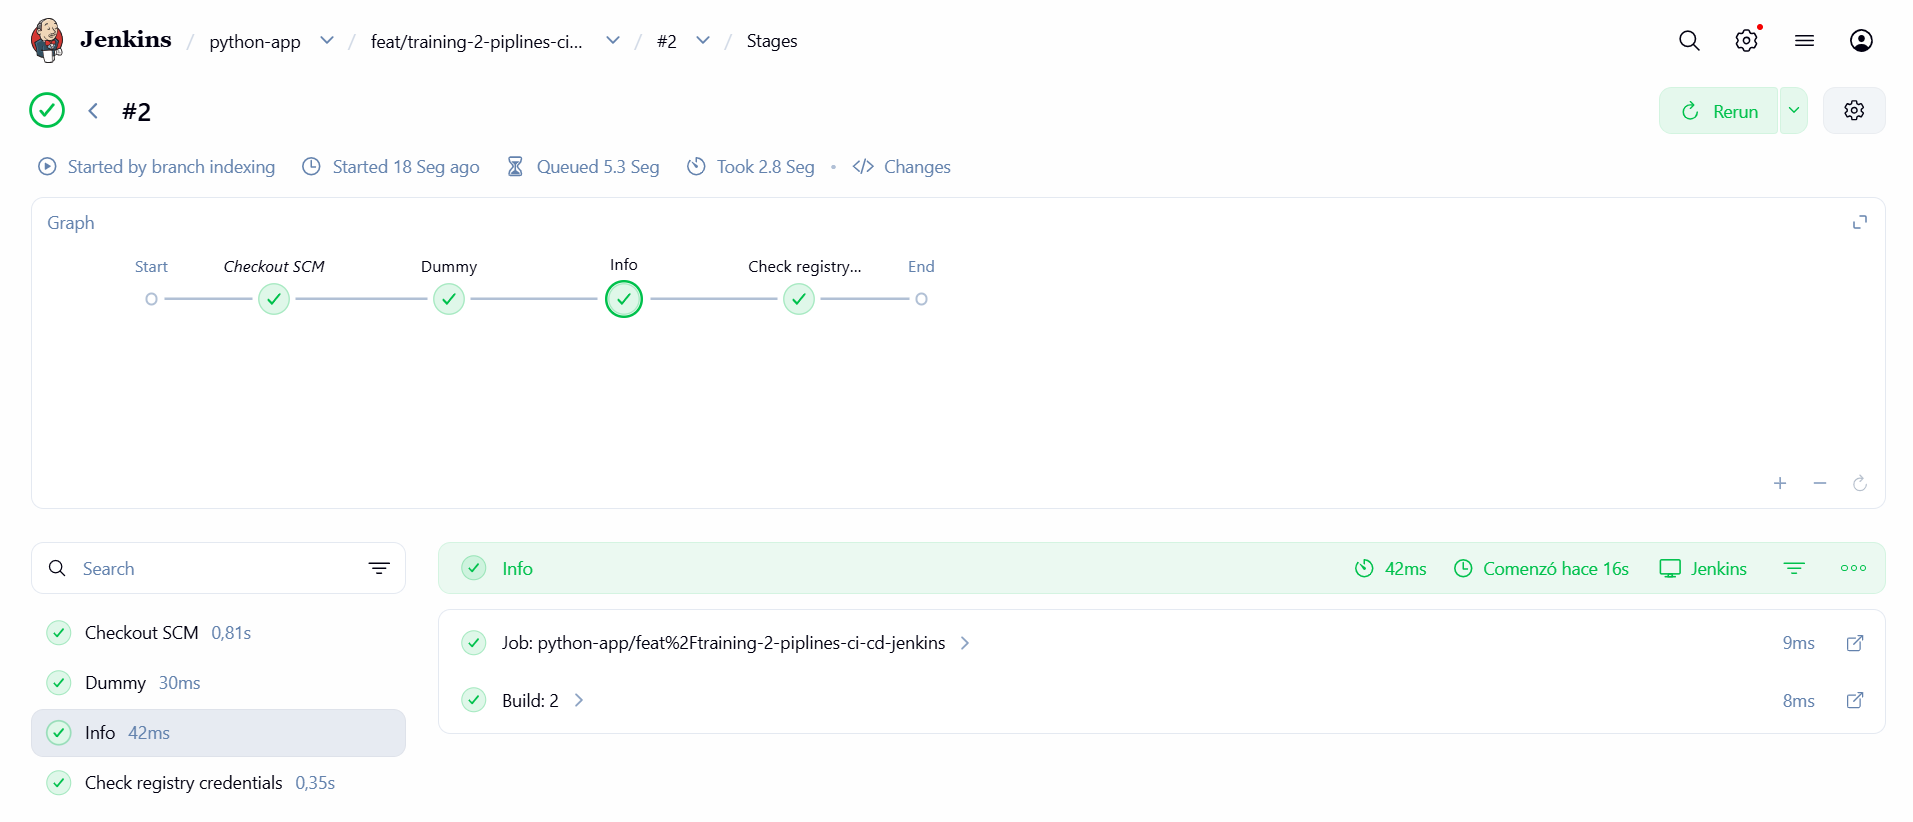 Jenkins / python-app / feat/training-2-piplines-ci... / #2 / Stages
#2
Rerun
Started by branch indexing Started 18 Seg ago Queued 5.3 Seg Took 2.8 Seg • Changes
Graph
Start Checkout SCM Dummy Info Check registry... End
Search
Checkout SCM 0,81s
Dummy 30ms
Info 42ms
Check registry credentials 0,35s
Info 42ms Comenzó hace 16s Jenkins
Job: python-app/feat%2Ftraining-2-piplines-ci-cd-jenkins 9ms
Build: 2 8ms